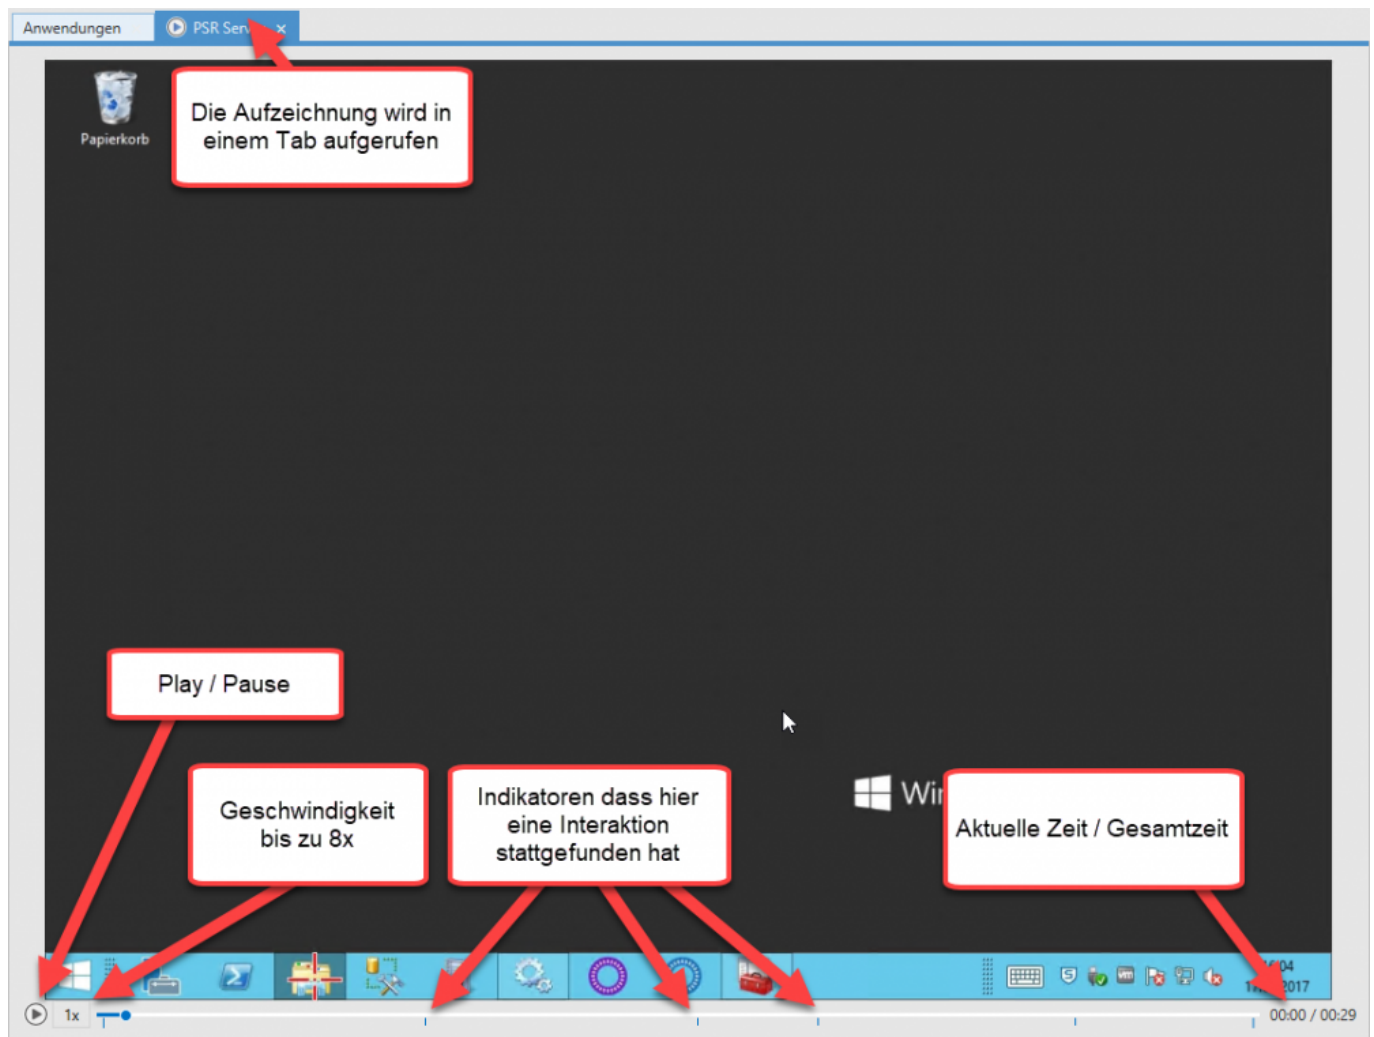 Anwendungen
PSR Ser
Die Aufzeichnung wird in
einem Tab aufgerufen
Papierkorb
Play / Pause
Geschwindigkeit
bis zu 8x
Indikatoren dass hier
eine Interaktion
stattgefunden hat
Aktuelle Zeit / Gesamtzeit
1x
00:00 / 00:29